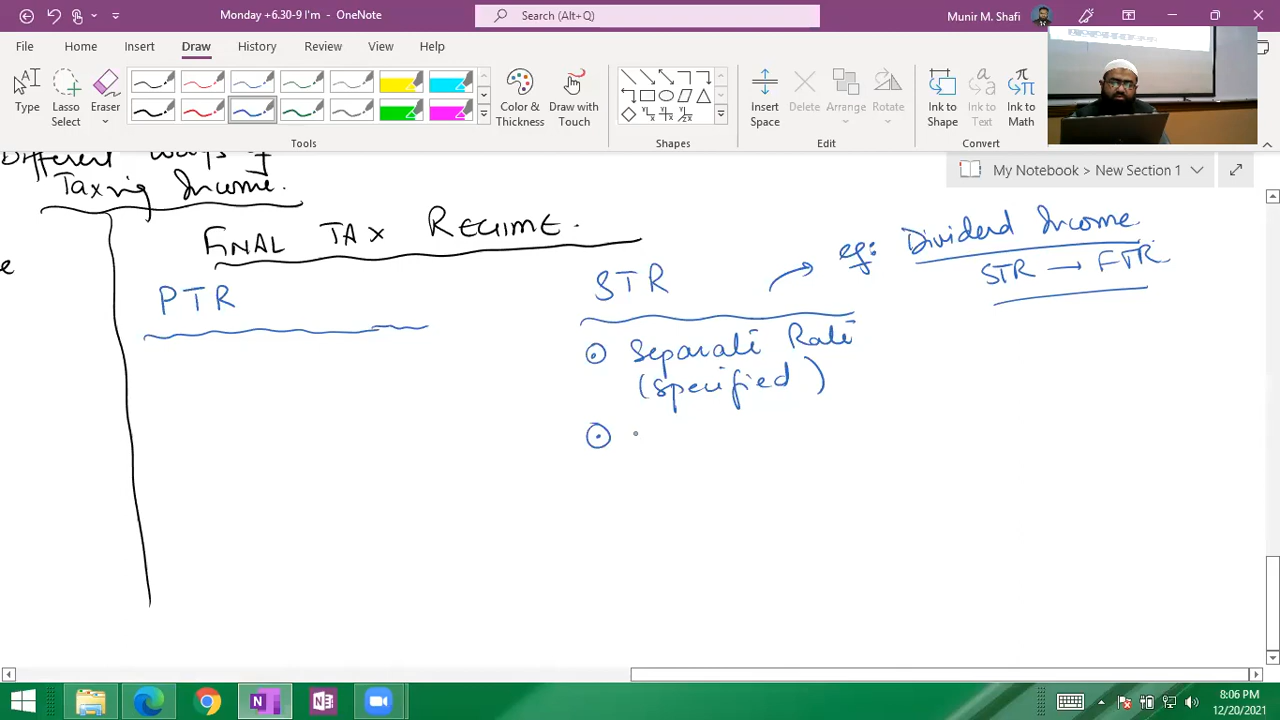 Monday +6.30-9 I'm - OneNote
Search (Alt+Q)
Munir M. Shafi
File Home Insert Draw History Review View Help
Type
Lasso Select
Eraser
Color & Thickness
Draw with Touch
Insert Space
Delete
Arrange
Rotate
Ink to Shape
Ink to Text
Ink to Math
Tools
Shapes
Edit
Convert
My Notebook > New Section 1
Different Ways of
Taxing Income.
FINAL TAX REGIME.
eg: Dividend Income
STR → FTR
PTR
STR
Separate Rate
(specified)
8:06 PM
12/20/2021